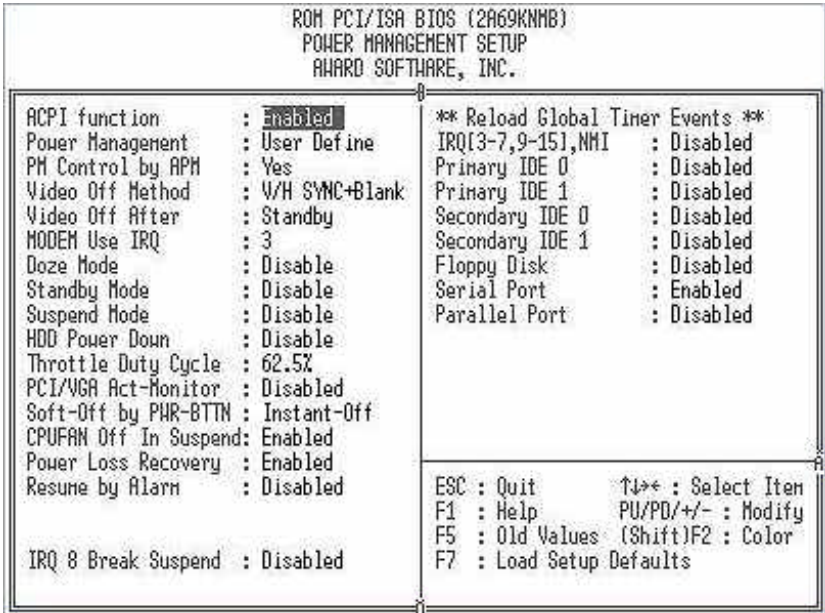 ROM PCI/ISA BIOS (2A69KNMB)
POWER MANAGEMENT SETUP
AWARD SOFTWARE, INC.
ACPI function : Enabled
Power Management : User Define
PM Control by APM : Yes
Video Off Method : V/H SYNC+Blank
Video Off After : Standby
MODEM Use IRQ : 3
Doze Mode : Disable
Standby Mode : Disable
Suspend Mode : Disable
HDD Power Down : Disable
Throttle Duty Cycle : 62.5%
PCI/VGA Act-Monitor : Disabled
Soft-Off by PWR-BTTN : Instant-Off
CPUFAN Off In Suspend: Enabled
Power Loss Recovery : Enabled
Resume by Alarm : Disabled
IRQ 8 Break Suspend : Disabled
** Reload Global Timer Events **
IRQ[3-7,9-15],NMI : Disabled
Primary IDE 0 : Disabled
Primary IDE 1 : Disabled
Secondary IDE 0 : Disabled
Secondary IDE 1 : Disabled
Floppy Disk : Disabled
Serial Port : Enabled
Parallel Port : Disabled
ESC : Quit ↑↓→← : Select Item
F1 : Help PU/PD/+/- : Modify
F5 : Old Values (Shift)F2 : Color
F7 : Load Setup Defaults